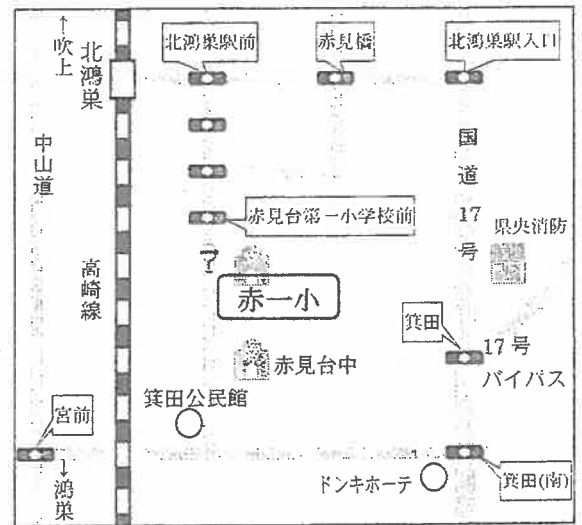 ↑吹上
北鴻巣
北鴻巣駅前
赤見橋
北鴻巣駅入口
中山道
国道17号
赤見台第一小学校前
県央消防
高崎線
赤一小
箕田
17号
バイパス
赤見台中
箕田公民館
宮前
↓鴻巣
ドンキホーテ
箕田(南)